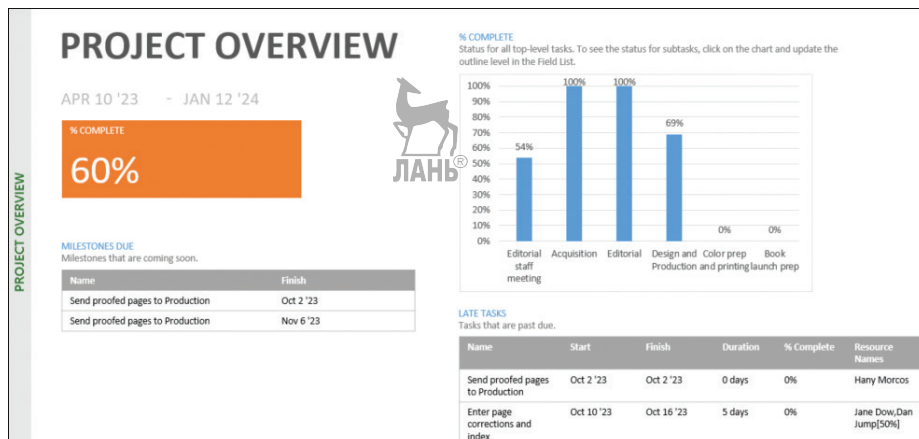 PROJECT OVERVIEW
PROJECT OVERVIEW
APR 10 '23 - JAN 12 '24
% COMPLETE
60%
MILESTONES DUE
Milestones that are coming soon.
Name Finish
Send proofed pages to Production Oct 2 '23
Send proofed pages to Production Nov 6 '23
% COMPLETE
Status for all top-level tasks. To see the status for subtasks, click on the chart and update the
outline level in the Field List.
100%
90%
80%
70%
60%
50%
40%
30%
20%
10%
0%
54%
100%
100%
69%
0%
0%
Editorial
staff
meeting
Acquisition
Editorial
Design and
Production
Color prep
and printing
Book
launch prep
ЛАНЬ®
LATE TASKS
Tasks that are past due.
Name Start Finish Duration % Complete Resource
Names
Send proofed pages Oct 2 '23 Oct 2 '23 0 days 0% Hany Morcos
to Production
Enter page Oct 10 '23 Oct 16 '23 5 days 0% Jane Dow,Dan
corrections and Jump[50%]
index